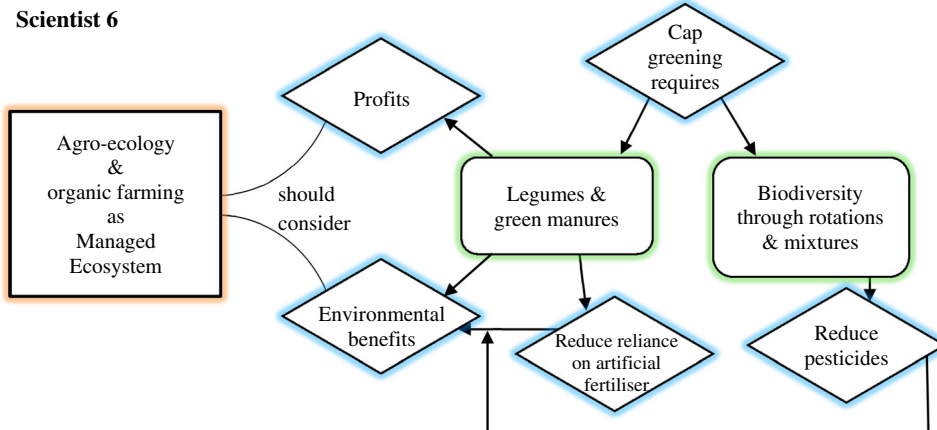 Scientist 6
Cap
greening
requires
Profits
Agro-ecology
&
organic farming
as
Managed
Ecosystem
should
consider
Legumes &
green manures
Biodiversity
through rotations
& mixtures
Environmental
benefits
Reduce reliance
on artificial
fertiliser
Reduce
pesticides